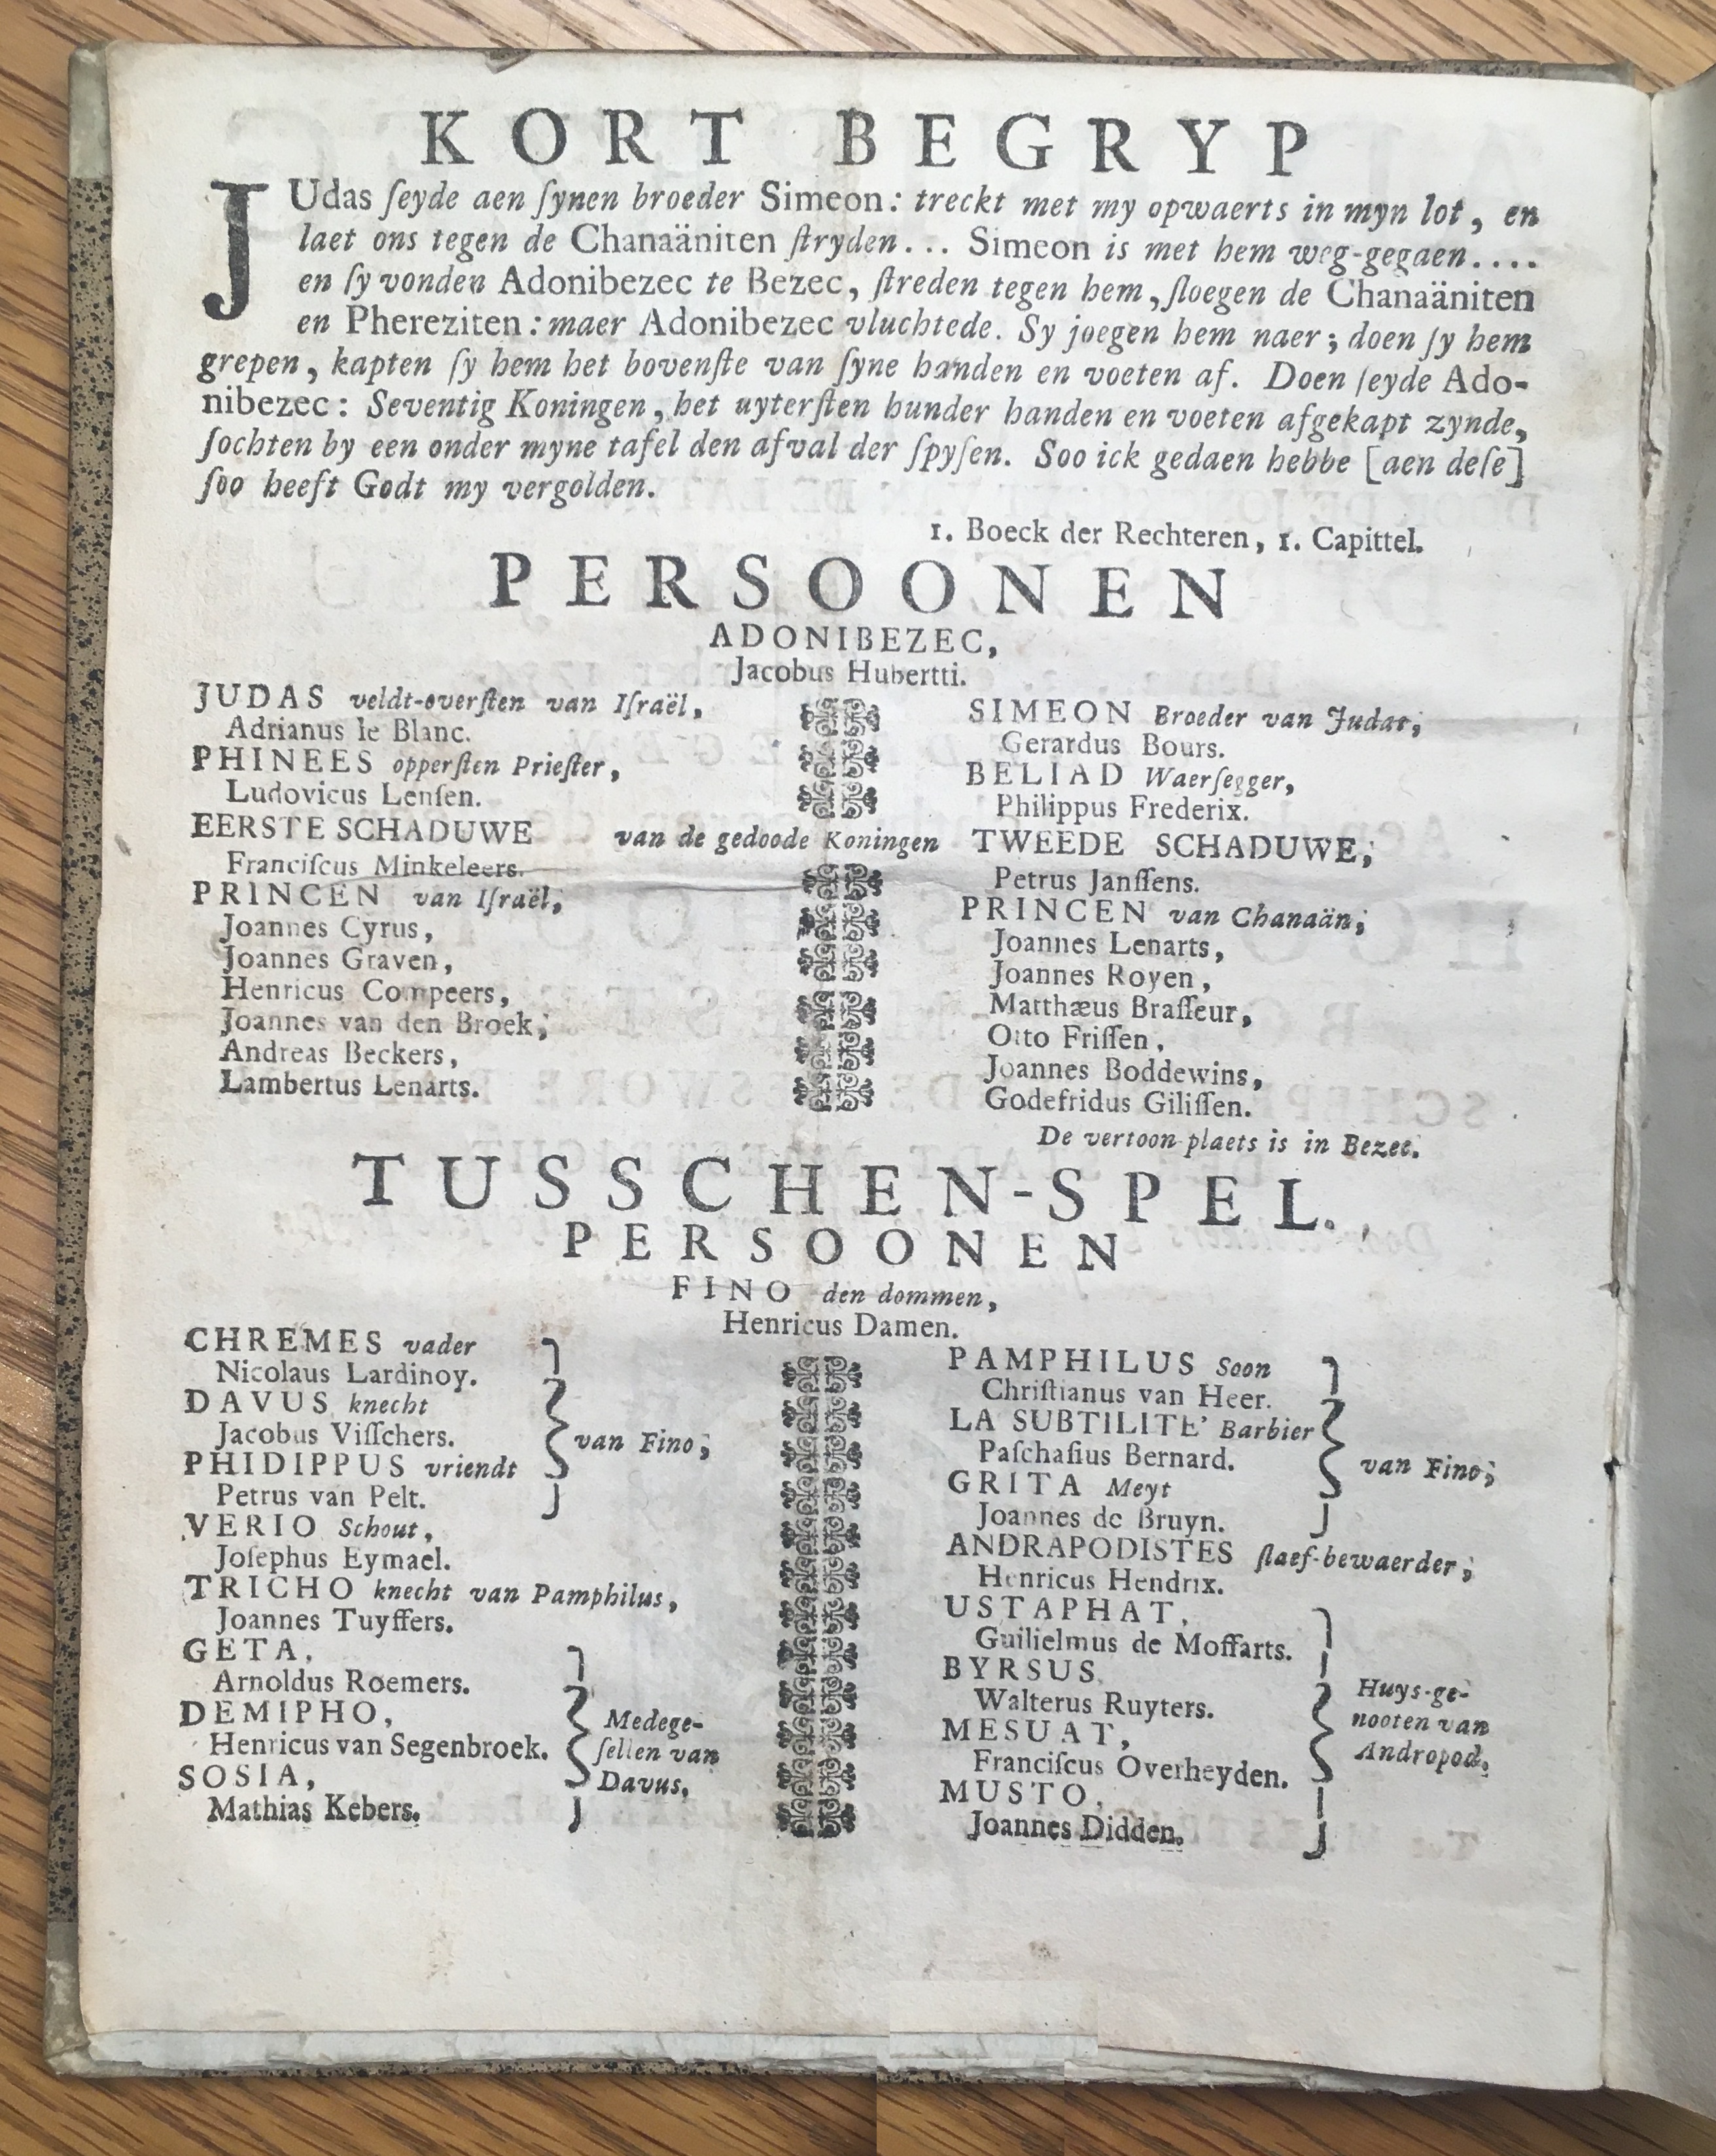 KORT BEGRYP
JUdas ſeyde aen ſynen broeder Simeon: treckt met my opwaerts in myn lot, en
laet ons tegen de Chanaäniten ſtryden... Simeon is met hem weg-gegaen....
en ſy vonden Adonibezec te Bezec, ſtreden tegen hem, ſloegen de Chanaäniten
en Phereziten: maer Adonibezec vluchtede. Sy joegen hem naer; doen ſy hem
grepen, kapten ſy hem het bovenſte van ſyne handen en voeten af. Doen ſeyde Ado-
nibezec: Seventig Koningen, het uyterſten hunder handen en voeten afgekapt zynde,
ſochten by een onder myne tafel den afval der ſpyſen. Soo ick gedaen hebbe [aen deſe]
ſoo heeft Godt my vergolden.
1. Boeck der Rechteren, 1. Capittel.
PERSOONEN
ADONIBEZEC,
Jacobus Hubertti.
JUDAS veldt-overſten van Iſraël,
Adrianus le Blanc.
PHINEES opperſten Prieſter,
Ludovicus Lenſen.
EERSTE SCHADUWE van de gedoode Koningen
Franciſcus Minkeleers.
PRINCEN van Iſraël,
Joannes Cyrus,
Joannes Graven,
Henricus Compeers,
Joannes van den Broek,
Andreas Beckers,
Lambertus Lenarts.
SIMEON Broeder van Judas,
Gerardus Bours.
BELIAD Waerſegger,
Philippus Frederix.
TWEEDE SCHADUWE,
Petrus Janſſens.
PRINCEN van Chanaän,
Joannes Lenarts,
Joannes Royen,
Matthæus Braſſeur,
Otto Friſſen,
Joannes Boddewins,
Godefridus Giliſſen.
De vertoon-plaets is in Bezec.
TUSSCHEN-SPEL.
PERSOONEN
FINO den dommen,
Henricus Damen.
CHREMES vader
Nicolaus Lardinoy.
DAVUS knecht
Jacobus Viſſchers.
van Fino,
PHIDIPPUS vriendt
Petrus van Pelt.
VERIO Schout,
Joſephus Eymael.
TRICHO knecht van Pamphilus,
Joannes Tuyffers.
GETA,
Arnoldus Roemers.
DEMIPHO,
Henricus van Segenbroek.
SOSIA,
Mathias Kebers.
Medege-
ſellen van
Davus,
PAMPHILUS Soon
Chriſtianus van Heer.
LA SUBTILITE' Barbier
Paſchaſius Bernard.
van Fino,
GRITA Meyt
Joannes de Bruyn.
ANDRAPODISTES ſlaef-bewaerder,
Henricus Hendrix.
USTAPHAT,
Guilielmus de Moffarts.
BYRSUS,
Walterus Ruyters.
MESUAT,
Franciſcus Overheyden.
MUSTO,
Joannes Didden.
Huys-ge-
nooten van
Andropod,